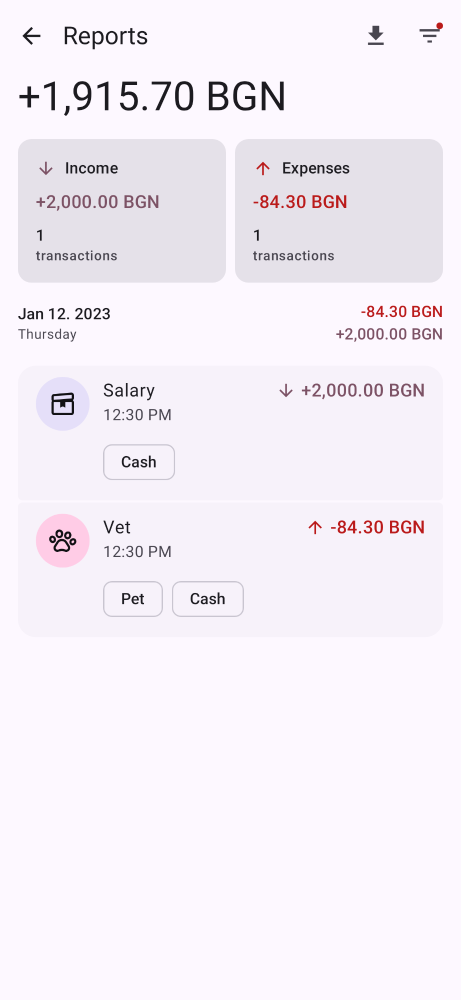 Reports
+1,915.70 BGN
Income
+2,000.00 BGN
1
transactions
Expenses
-84.30 BGN
1
transactions
Jan 12. 2023
Thursday
-84.30 BGN
+2,000.00 BGN
Salary
+2,000.00 BGN
12:30 PM
Cash
Vet
-84.30 BGN
12:30 PM
Pet
Cash